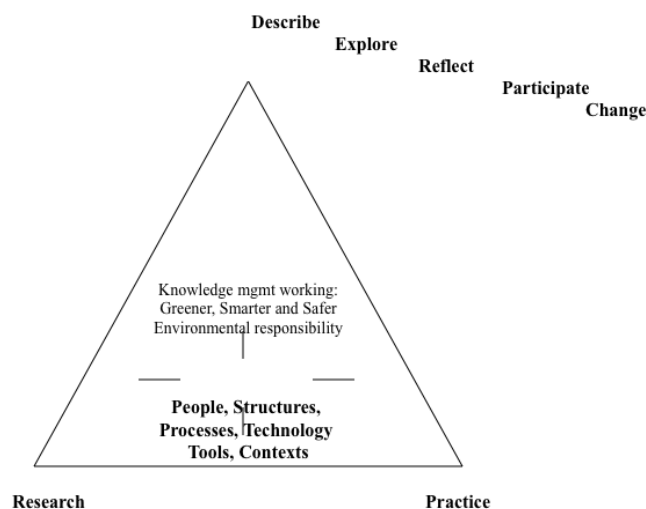 Describe
Explore
Reflect
Participate
Change
Knowledge mgmt working:
Greener, Smarter and Safer
Environmental responsibility
People, Structures,
Processes, Technology
Tools, Contexts
Research
Practice